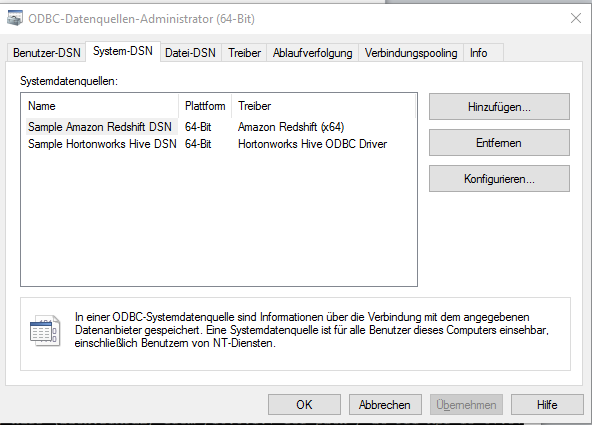 ODBC-Datenquellen-Administrator (64-Bit)
Benutzer-DSN System-DSN Datei-DSN Treiber Ablaufverfolgung Verbindungspooling Info
Systemdatenquellen:
Name Plattform Treiber
Sample Amazon Redshift DSN 64-Bit Amazon Redshift (x64)
Sample Hortonworks Hive DSN 64-Bit Hortonworks Hive ODBC Driver
Hinzufügen...
Entfernen
Konfigurieren...
In einer ODBC-Systemdatenquelle sind Informationen über die Verbindung mit dem angegebenen
Datenanbieter gespeichert. Eine Systemdatenquelle ist für alle Benutzer dieses Computers einsehbar,
einschließlich Benutzern von NT-Diensten.
OK Abbrechen Übernehmen Hilfe